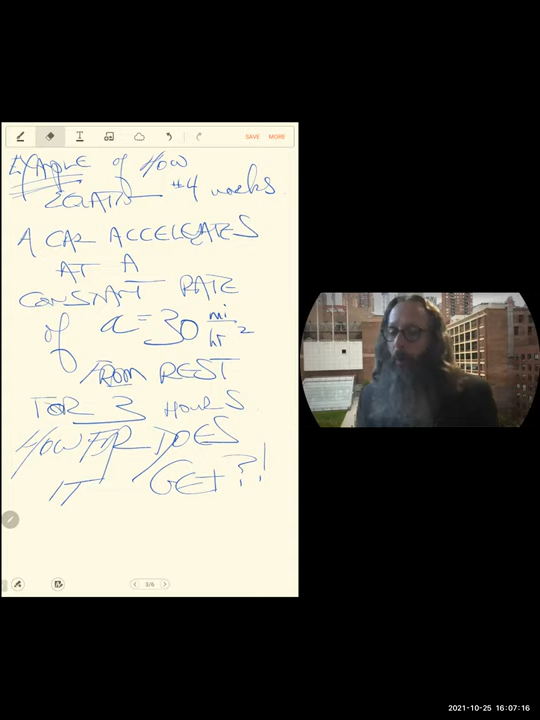 SAVE MORE
EXAMPLE of HOW
EQUATION #4 works.
A CAR ACCELERATES
AT A
CONSTANT RATE
of a = 30 mi/hr²
FROM REST
FOR 3 HOURS.
HOW FAR DOES
IT GET?!
3/6
2021-10-25 16:07:16